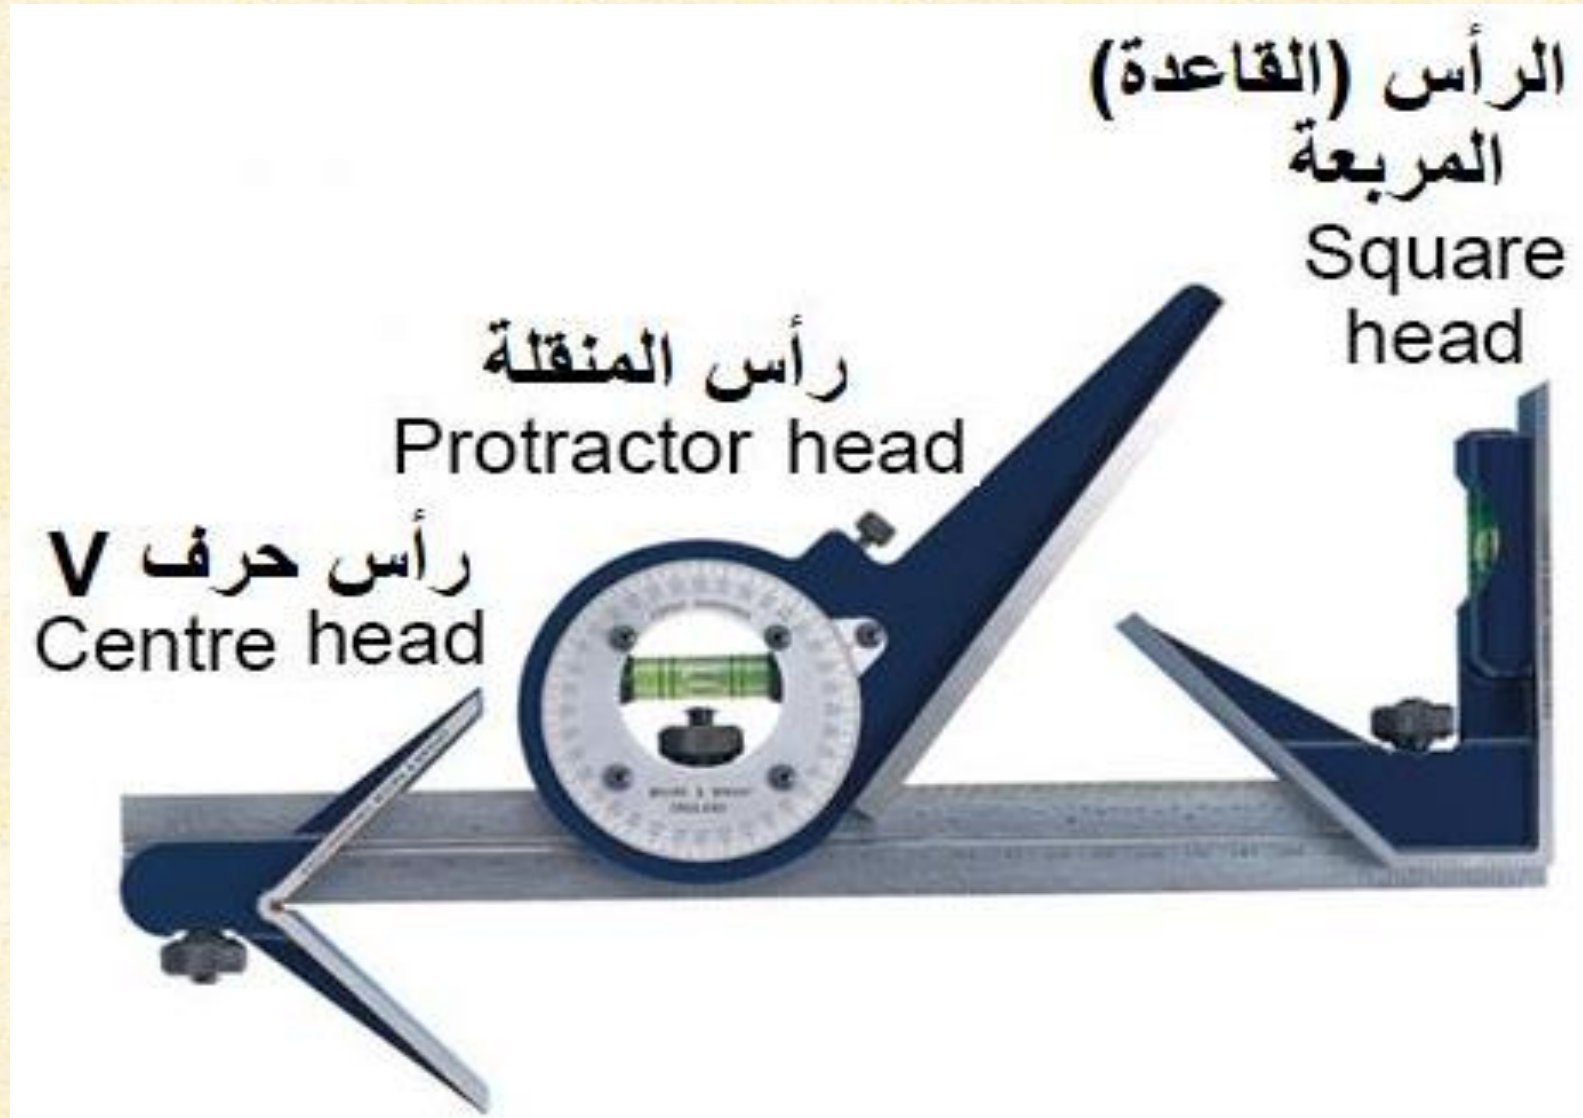 الرأس (القاعدة)
المربعة
Square
head
رأس المنقلة
Protractor head
رأس حرف V
Centre head